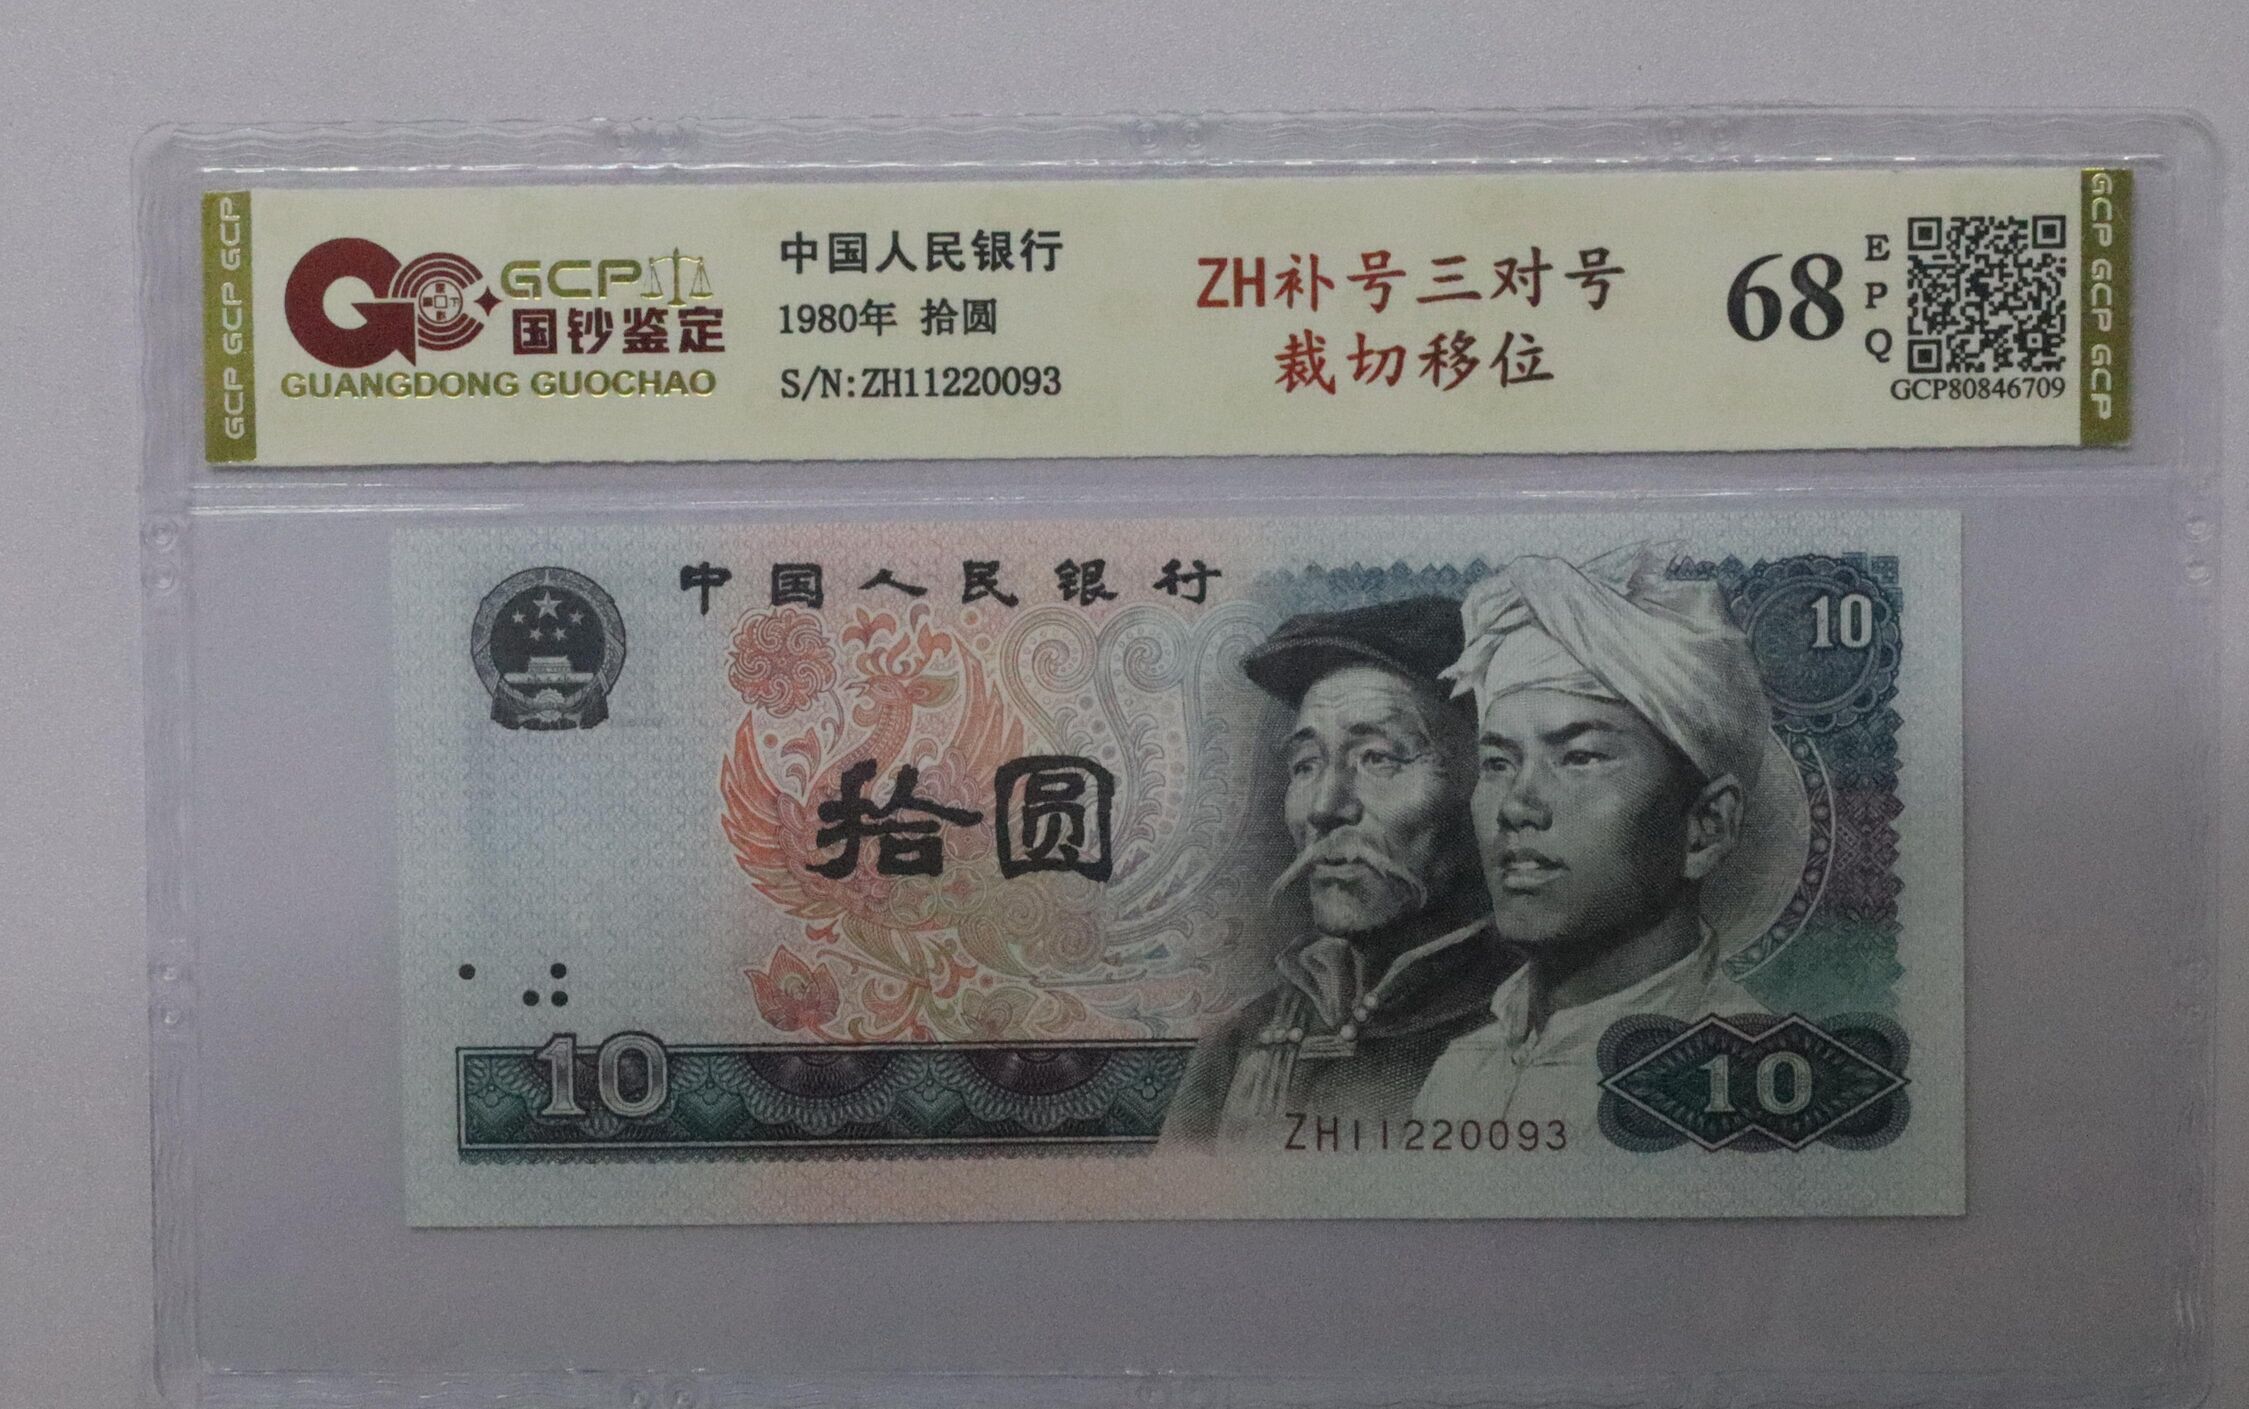 GCP GCP GCP
GCP
国钞鉴定
GUANGDONG GUOCHAO
中国人民银行
1980年 拾圆
S/N:ZH11220093
ZH补号三对号
裁切移位
68
E
P
Q
GCP80846709
GCP GCP GCP
中国人民银行
10
拾圆
10
10
ZH11220093